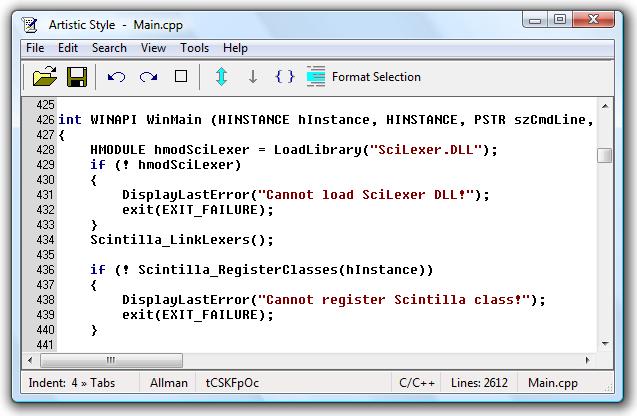 Artistic Style - Main.cpp
File Edit Search View Tools Help
{ } Format Selection
425
426 int WINAPI WinMain (HINSTANCE hInstance, HINSTANCE, PSTR szCmdLine,
427 {
428     HMODULE hmodSciLexer = LoadLibrary("SciLexer.DLL");
429     if (! hmodSciLexer)
430     {
431         DisplayLastError("Cannot load SciLexer DLL!");
432         exit(EXIT_FAILURE);
433     }
434     Scintilla_LinkLexers();
435
436     if (! Scintilla_RegisterClasses(hInstance))
437     {
438         DisplayLastError("Cannot register Scintilla class!");
439         exit(EXIT_FAILURE);
440     }
441
Indent: 4 » Tabs Allman tCSKFpOc C/C++ Lines: 2612 Main.cpp